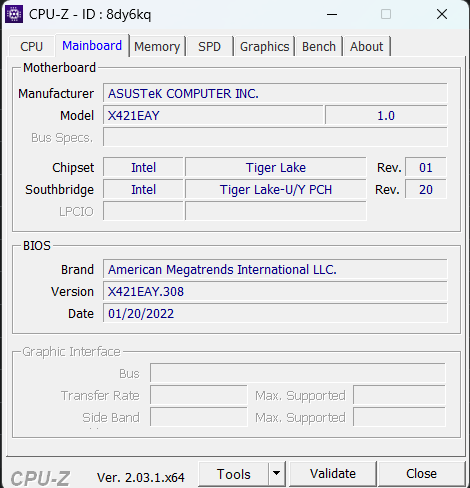 CPU-Z - ID : 8dy6kq
CPU Mainboard Memory SPD Graphics Bench About
Motherboard
Manufacturer ASUSTeK COMPUTER INC.
Model X421EAY 1.0
Bus Specs.
Chipset Intel Tiger Lake Rev. 01
Southbridge Intel Tiger Lake-U/Y PCH Rev. 20
LPCIO
BIOS
Brand American Megatrends International LLC.
Version X421EAY.308
Date 01/20/2022
Graphic Interface
Bus
Transfer Rate Max. Supported
Side Band Max. Supported
CPU-Z Ver. 2.03.1.x64 Tools Validate Close